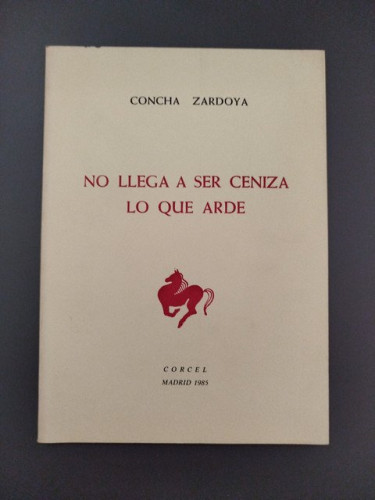 CONCHA ZARDOYA
NO LLEGA A SER CENIZA
LO QUE ARDE
CORCEL
MADRID 1985